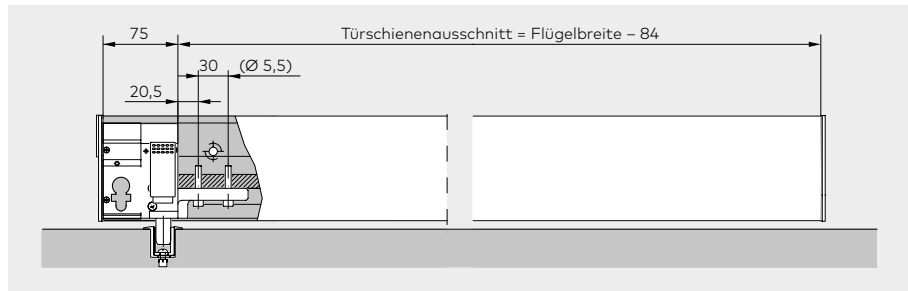 75 Türschienenausschnitt = Flügelbreite – 84
30 (Ø 5,5)
20,5